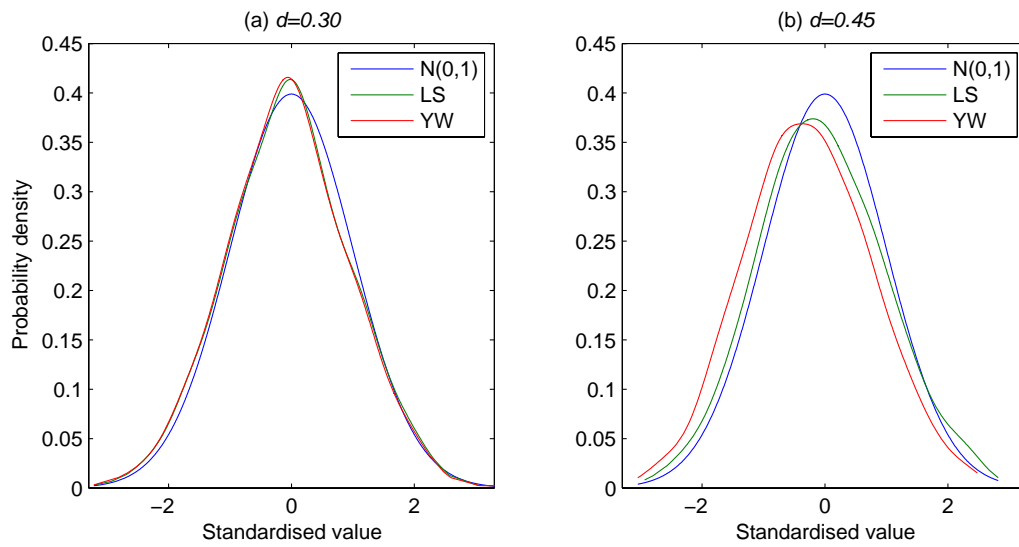 (a) d=0.30
0.45
0.4
0.35
0.3
0.25
0.2
0.15
0.1
0.05
0
−2
0
2
Probability density
Standardised value
N(0,1)
LS
YW
(b) d=0.45
0.45
0.4
0.35
0.3
0.25
0.2
0.15
0.1
0.05
0
−2
0
2
Standardised value
N(0,1)
LS
YW